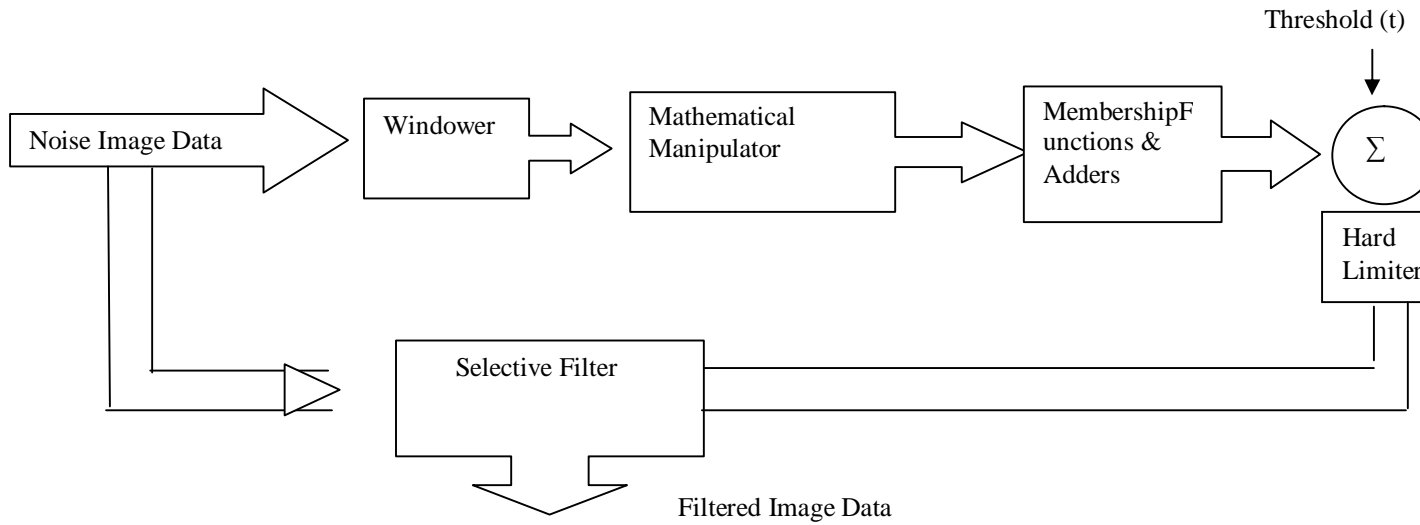 Threshold (t)
Noise Image Data
Windower
Mathematical
Manipulator
MembershipF
unctions &
Adders
∑
Hard
Limiter
Selective Filter
Filtered Image Data